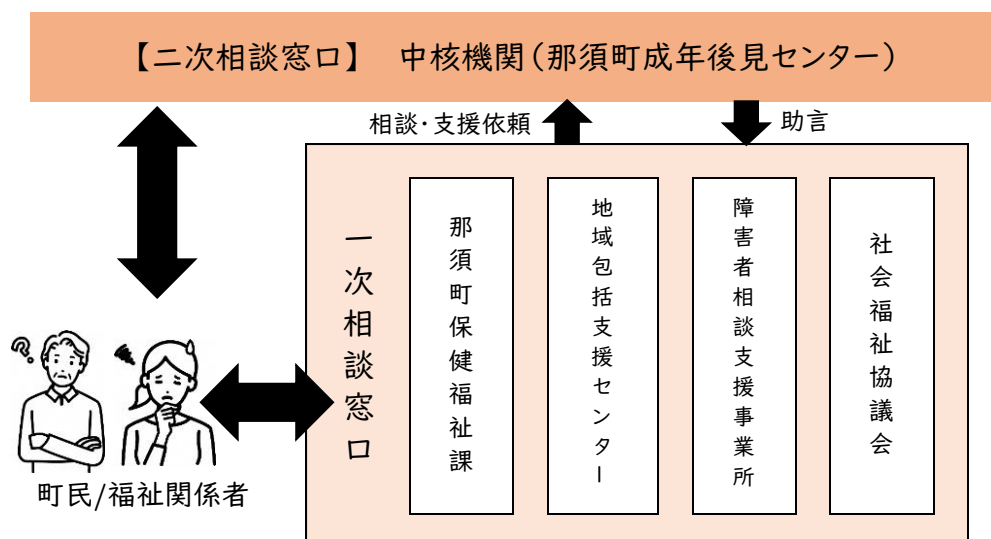 【二次相談窓口】 中核機関(那須町成年後見センター)
相談・支援依頼
助言
一次相談窓口
那須町保健福祉課
地域包括支援センター
障害者相談支援事業所
社会福祉協議会
町民/福祉関係者